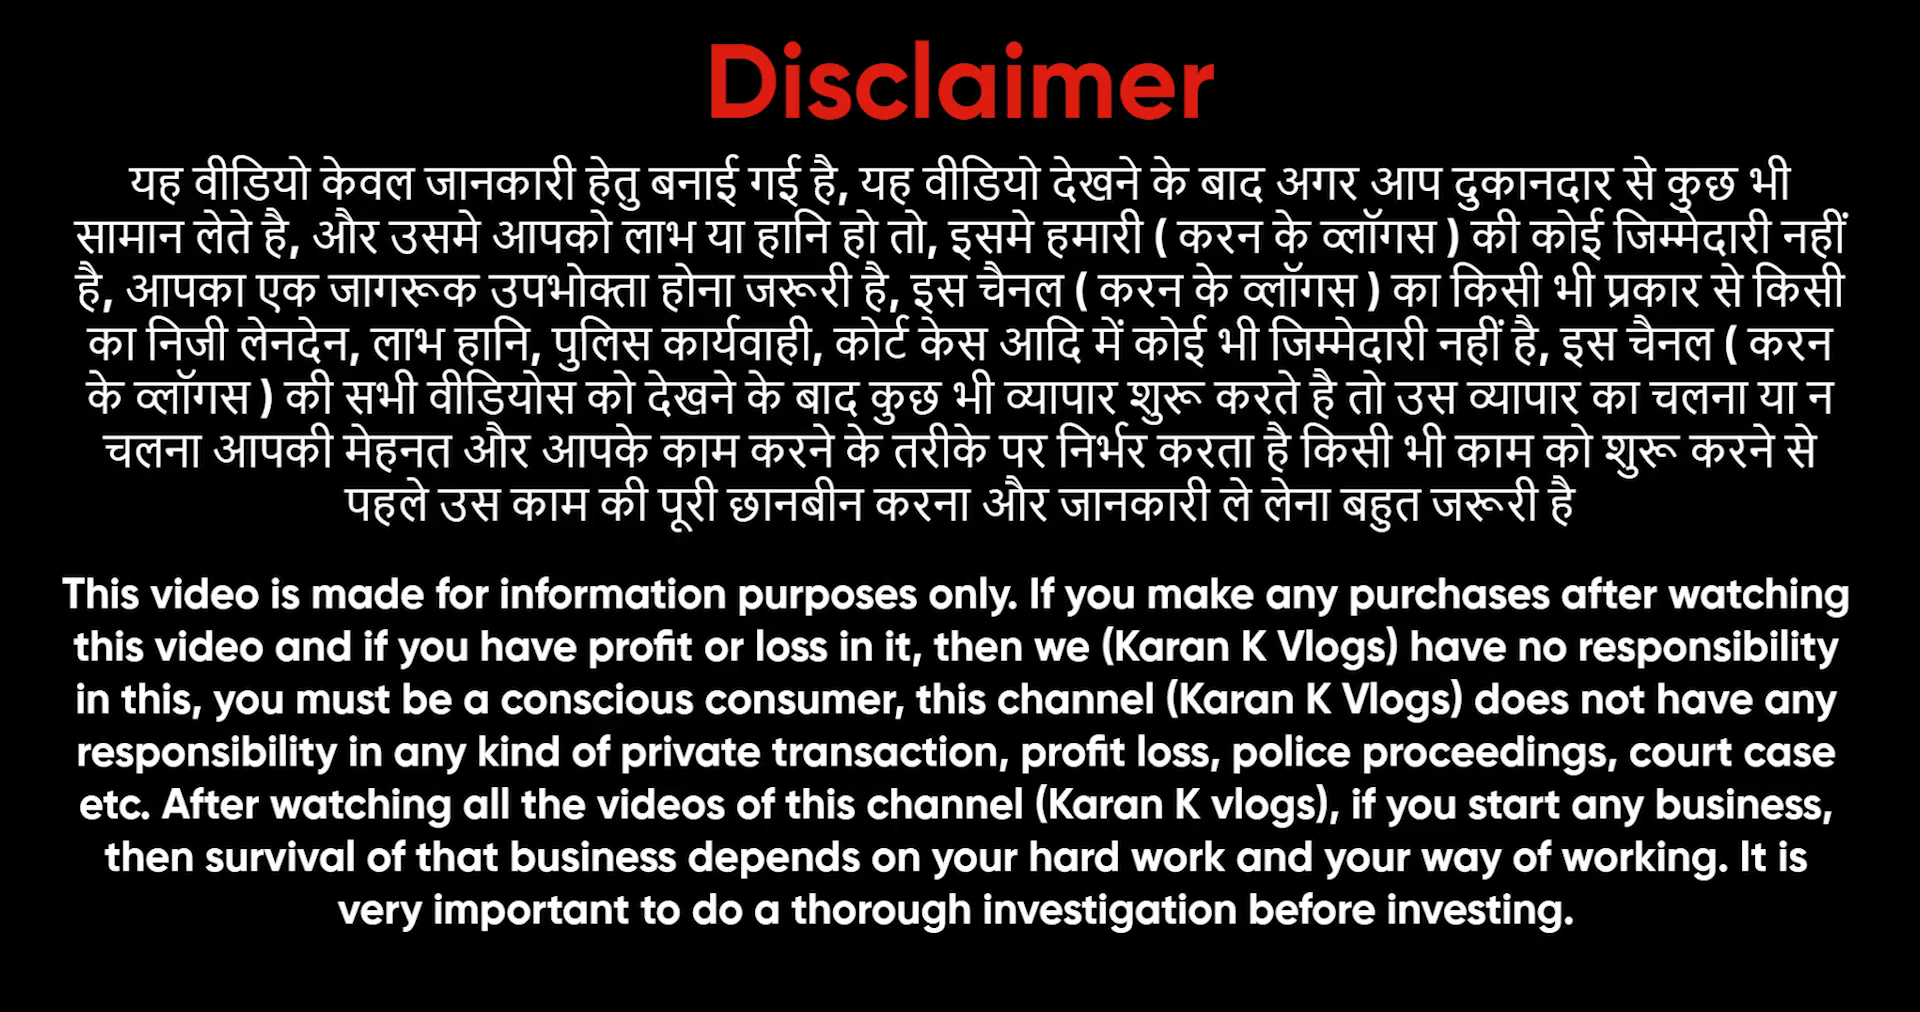 Disclaimer
यह वीडियो केवल जानकारी हेतु बनाई गई है, यह वीडियो देखने के बाद अगर आप दुकानदार से कुछ भी
सामान लेते है, और उसमे आपको लाभ या हानि हो तो, इसमे हमारी ( करन के व्लॉगस ) की कोई जिम्मेदारी नहीं
है, आपका एक जागरूक उपभोक्ता होना जरूरी है, इस चैनल ( करन के व्लॉगस ) का किसी भी प्रकार से किसी
का निजी लेनदेन, लाभ हानि, पुलिस कार्यवाही, कोर्ट केस आदि में कोई भी जिम्मेदारी नहीं है, इस चैनल ( करन
के व्लॉगस ) की सभी वीडियोस को देखने के बाद कुछ भी व्यापार शुरू करते है तो उस व्यापार का चलना या न
चलना आपकी मेहनत और आपके काम करने के तरीके पर निर्भर करता है किसी भी काम को शुरू करने से
पहले उस काम की पूरी छानबीन करना और जानकारी ले लेना बहुत जरूरी है
This video is made for information purposes only. If you make any purchases after watching
this video and if you have profit or loss in it, then we (Karan K Vlogs) have no responsibility
in this, you must be a conscious consumer, this channel (Karan K Vlogs) does not have any
responsibility in any kind of private transaction, profit loss, police proceedings, court case
etc. After watching all the videos of this channel (Karan K vlogs), if you start any business,
then survival of that business depends on your hard work and your way of working. It is
very important to do a thorough investigation before investing.